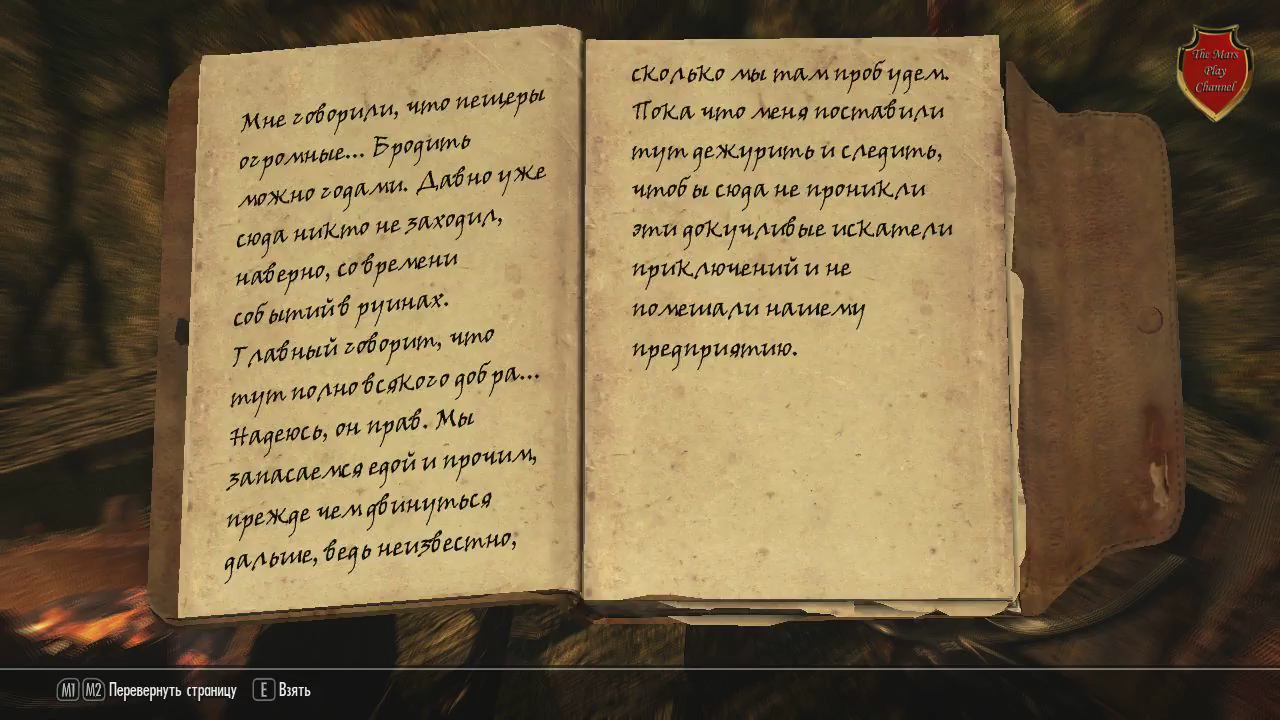 Мне говорили, что пещеры
огромные... Бродить
можно годами. Давно уже
сюда никто не заходил,
наверно, со времени
событий в руинах.
Главный говорит, что
тут полно всякого добра...
Надеюсь, он прав. Мы
запасаемся едой и прочим,
прежде чем двинуться
дальше, ведь неизвестно,
сколько мы там пробудем.
Пока что меня поставили
тут дежурить и следить,
чтобы сюда не проникли
эти докучливые искатели
приключений и не
помешали нашему
предприятию.
The Mars
Play
Channel
M1 M2 Перевернуть страницу E Взять